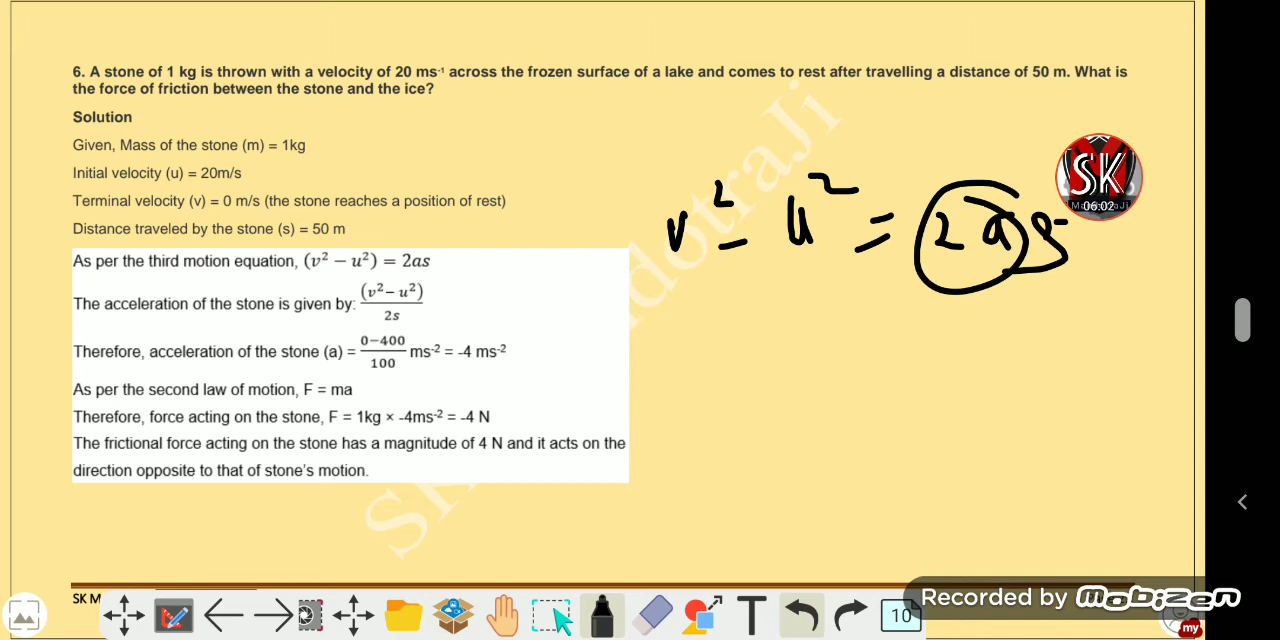 6. A stone of 1 kg is thrown with a velocity of 20 ms⁻¹ across the frozen surface of a lake and comes to rest after travelling a distance of 50 m. What is
the force of friction between the stone and the ice?
Solution
Given, Mass of the stone (m) = 1kg
Initial velocity (u) = 20m/s
Terminal velocity (v) = 0 m/s (the stone reaches a position of rest)
Distance traveled by the stone (s) = 50 m
As per the third motion equation, (v² − u²) = 2as
The acceleration of the stone is given by: (v² − u²) / 2s
Therefore, acceleration of the stone (a) = 0−400 / 100 ms⁻² = -4 ms⁻²
As per the second law of motion, F = ma
Therefore, force acting on the stone, F = 1kg × -4ms⁻² = -4 N
The frictional force acting on the stone has a magnitude of 4 N and it acts on the
direction opposite to that of stone's motion.
v² - u² = 2as
SK
06:02
SK M
T
10
Recorded by mobizen
my